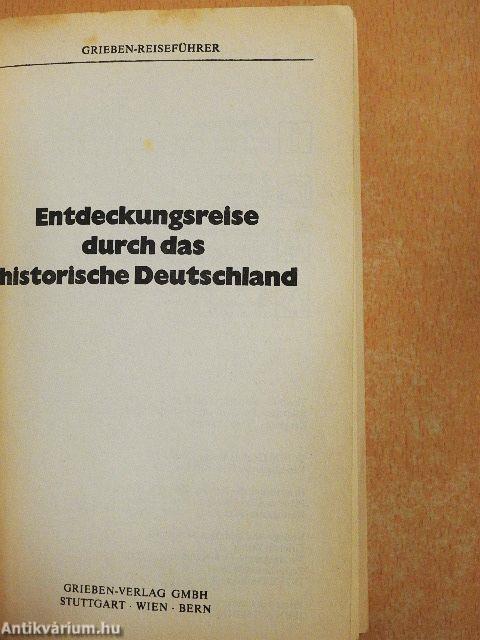 GRIEBEN-REISEFÜHRER
Entdeckungsreise
durch das
historische Deutschland
GRIEBEN-VERLAG GMBH
STUTTGART · WIEN · BERN
Antikvárium.hu